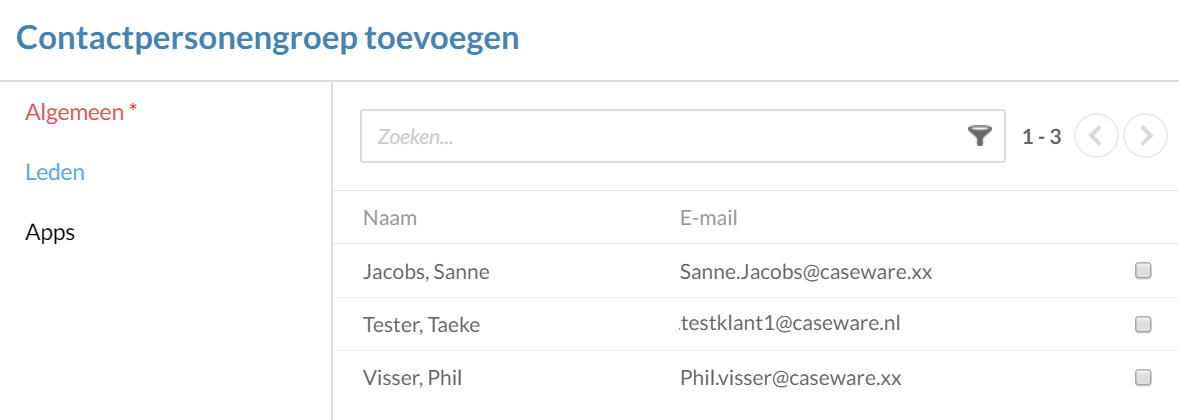 Contactpersonengroep toevoegen
Algemeen *
Leden
Apps
Zoeken...
1 - 3
Naam E-mail
Jacobs, Sanne Sanne.Jacobs@caseware.xx
Tester, Taeke .testklant1@caseware.nl
Visser, Phil Phil.visser@caseware.xx